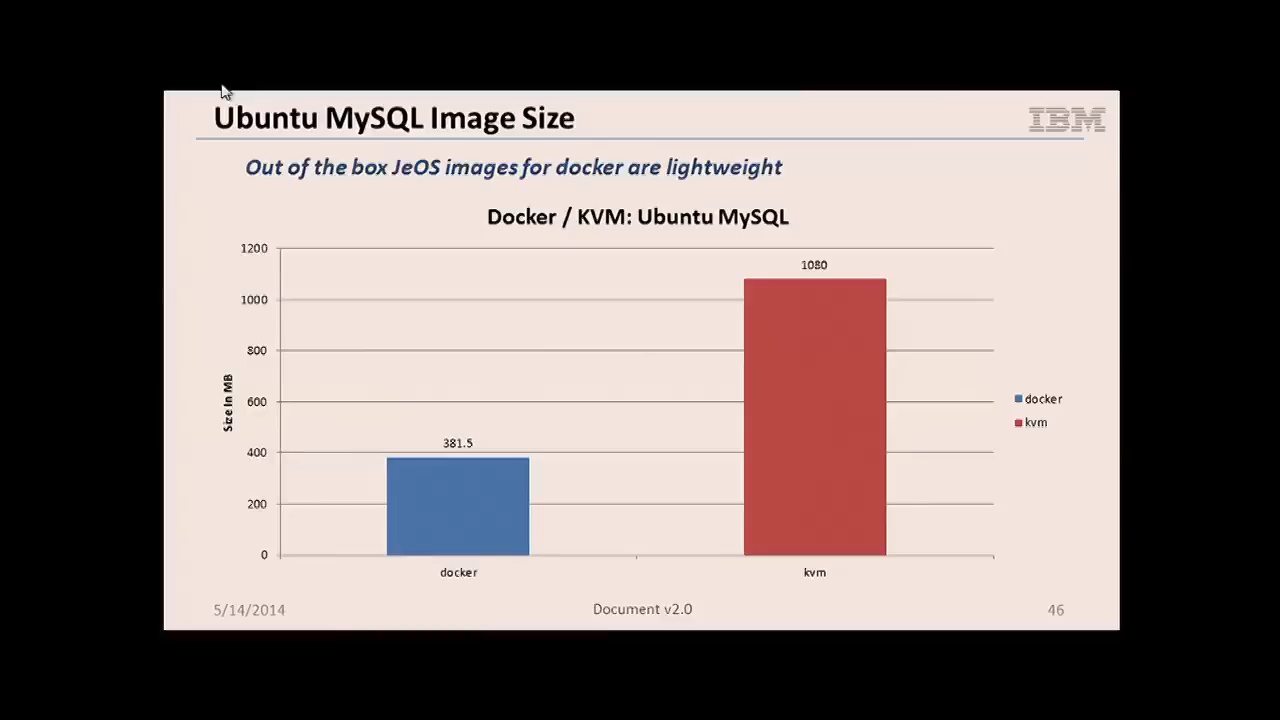 Ubuntu MySQL Image Size
IBM
Out of the box JeOS images for docker are lightweight
Docker / KVM: Ubuntu MySQL
1200
1000
800
600
400
200
0
Size In MB
381.5
1080
docker
kvm
docker
kvm
5/14/2014
Document v2.0
46